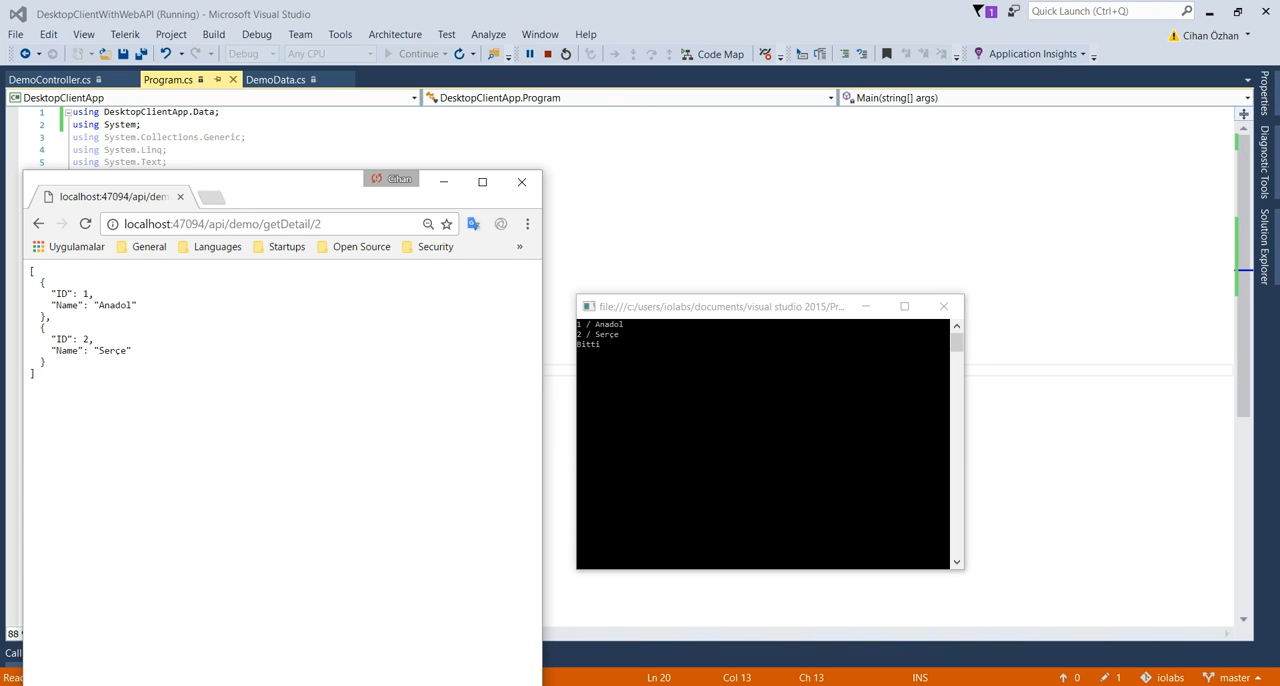 DesktopClientWithWebAPI (Running) - Microsoft Visual Studio
1
Quick Launch (Ctrl+Q)
File Edit View Telerik Project Build Debug Team Tools Architecture Test Analyze Window Help
Cihan Özhan
Debug Any CPU Continue Code Map Application Insights
DemoController.cs Program.cs DemoData.cs
DesktopClientApp DesktopClientApp.Program Main(string[] args)
1 using DesktopClientApp.Data;
2 using System;
3 using System.Collections.Generic;
4 using System.Linq;
5 using System.Text;
Properties
Diagnostic Tools
Solution Explorer
Cihan
localhost:47094/api/dem
localhost:47094/api/demo/getDetail/2
Uygulamalar General Languages Startups Open Source Security »
[
{
"ID": 1,
"Name": "Anadol"
},
{
"ID": 2,
"Name": "Serçe"
}
]
file:///c:/users/iolabs/documents/visual studio 2015/Pr...
1 / Anadol
2 / Serçe
Bitti
88
Call
Ln 20 Col 13 Ch 13 INS 0 1 iolabs master